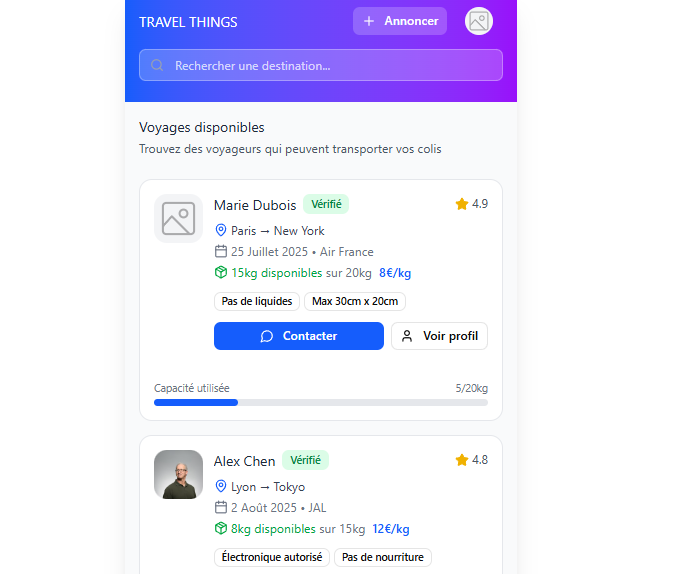 TRAVEL THINGS
Annoncer
Rechercher une destination...
Voyages disponibles
Trouvez des voyageurs qui peuvent transporter vos colis
Marie Dubois Vérifié 4.9
Paris → New York
25 Juillet 2025 • Air France
15kg disponibles sur 20kg 8€/kg
Pas de liquides Max 30cm x 20cm
Contacter Voir profil
Capacité utilisée 5/20kg
Alex Chen Vérifié 4.8
Lyon → Tokyo
2 Août 2025 • JAL
8kg disponibles sur 15kg 12€/kg
Électronique autorisé Pas de nourriture